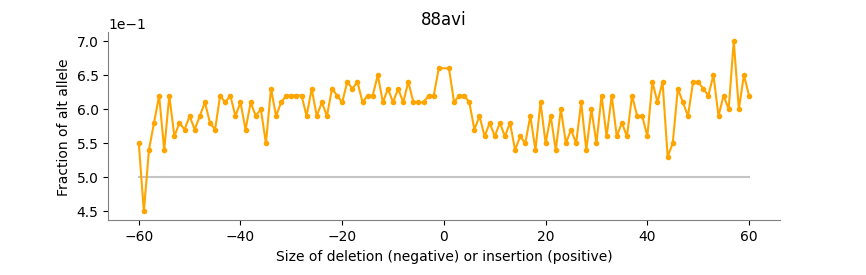 88avi
1e−1
7.0
6.5
6.0
5.5
5.0
4.5
Fraction of alt allele
−60 −40 −20 0 20 40 60
Size of deletion (negative) or insertion (positive)